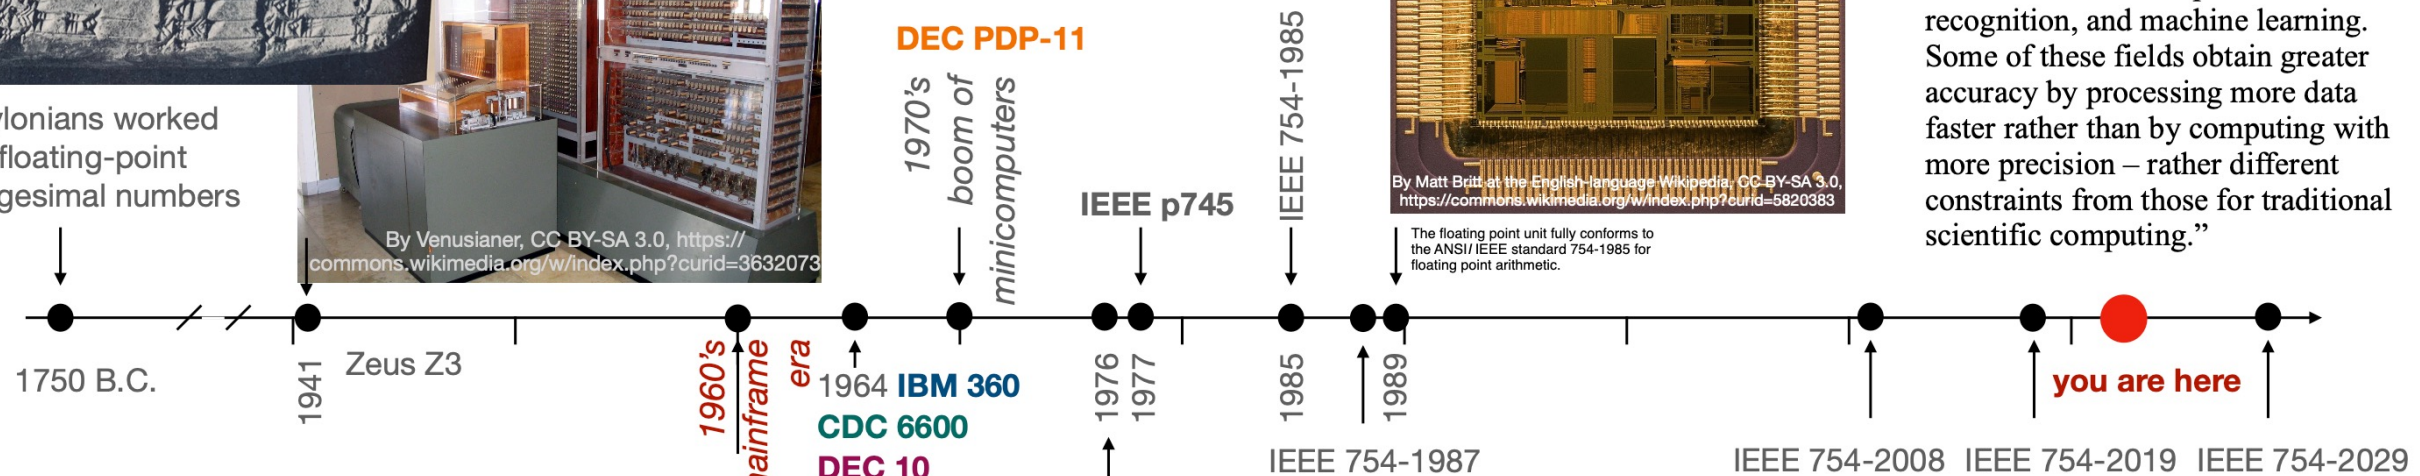 recognition, and machine learning.
Some of these fields obtain greater
accuracy by processing more data
faster rather than by computing with
more precision – rather different
constraints from those for traditional
scientific computing.”
DEC PDP-11
1970's
boom of
minicomputers
IEEE 754-1985
IEEE p745
ylonians worked
floating-point
gesimal numbers
By Venusianer, CC BY-SA 3.0, https://
commons.wikimedia.org/w/index.php?curid=3632073
By Matt Britt at the English-language Wikipedia, CC BY-SA 3.0,
https://commons.wikimedia.org/w/index.php?curid=5820383
The floating point unit fully conforms to
the ANSI/IEEE standard 754-1985 for
floating point arithmetic.
1750 B.C.
1941
Zeus Z3
1960's
ainframe
era
1964 IBM 360
CDC 6600
DEC 10
1976
1977
1985
1989
IEEE 754-1987
you are here
IEEE 754-2008
IEEE 754-2019
IEEE 754-2029